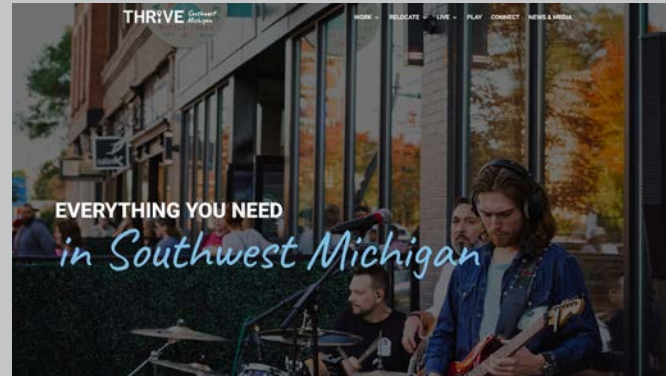 THRIVE Southwest Michigan
WORK RELOCATE LIVE PLAY CONNECT NEWS & MEDIA
EVERYTHING YOU NEED
in Southwest Michigan